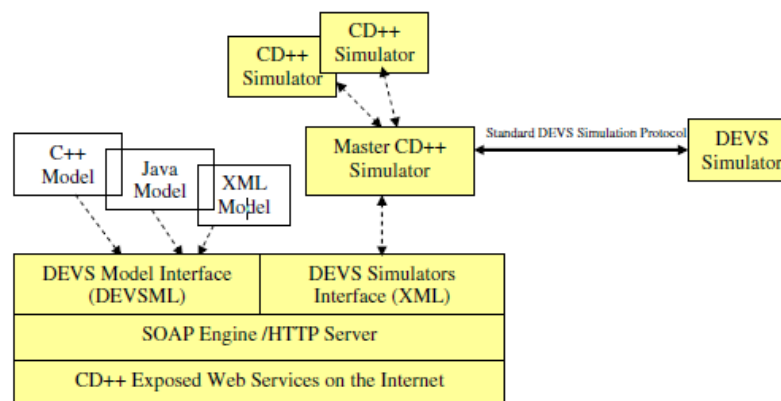 CD++
Simulator
CD++
Simulator
Master CD++
Simulator
Standard DEVS Simulation Protocol
DEVS
Simulator
C++
Model
Java
Model
XML
Model
DEVS Model Interface
(DEVSML)
DEVS Simulators
Interface (XML)
SOAP Engine /HTTP Server
CD++ Exposed Web Services on the Internet